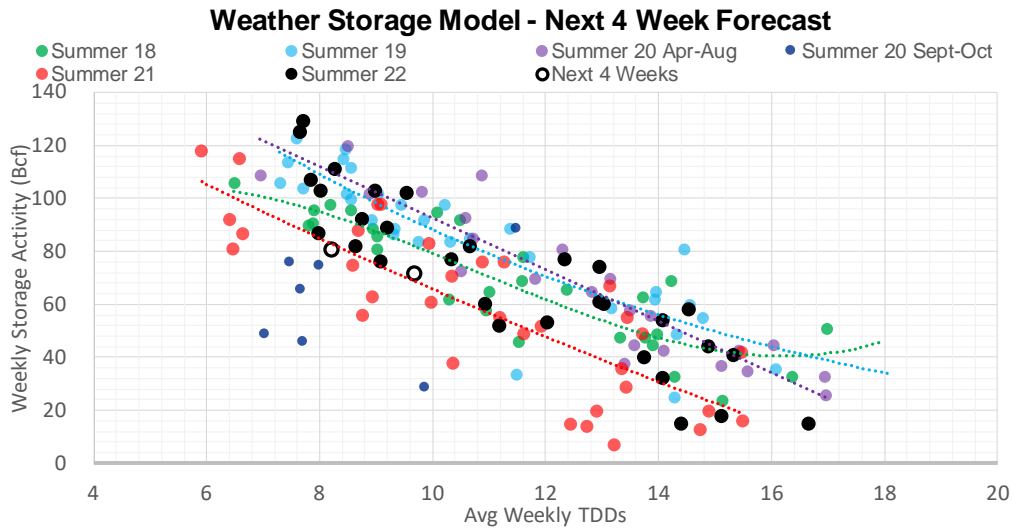 Weather Storage Model - Next 4 Week Forecast
Summer 18 Summer 19 Summer 20 Apr-Aug Summer 20 Sept-Oct
Summer 21 Summer 22 Next 4 Weeks
Weekly Storage Activity (Bcf)
140
120
100
80
60
40
20
0
4 6 8 10 12 14 16 18 20
Avg Weekly TDDs